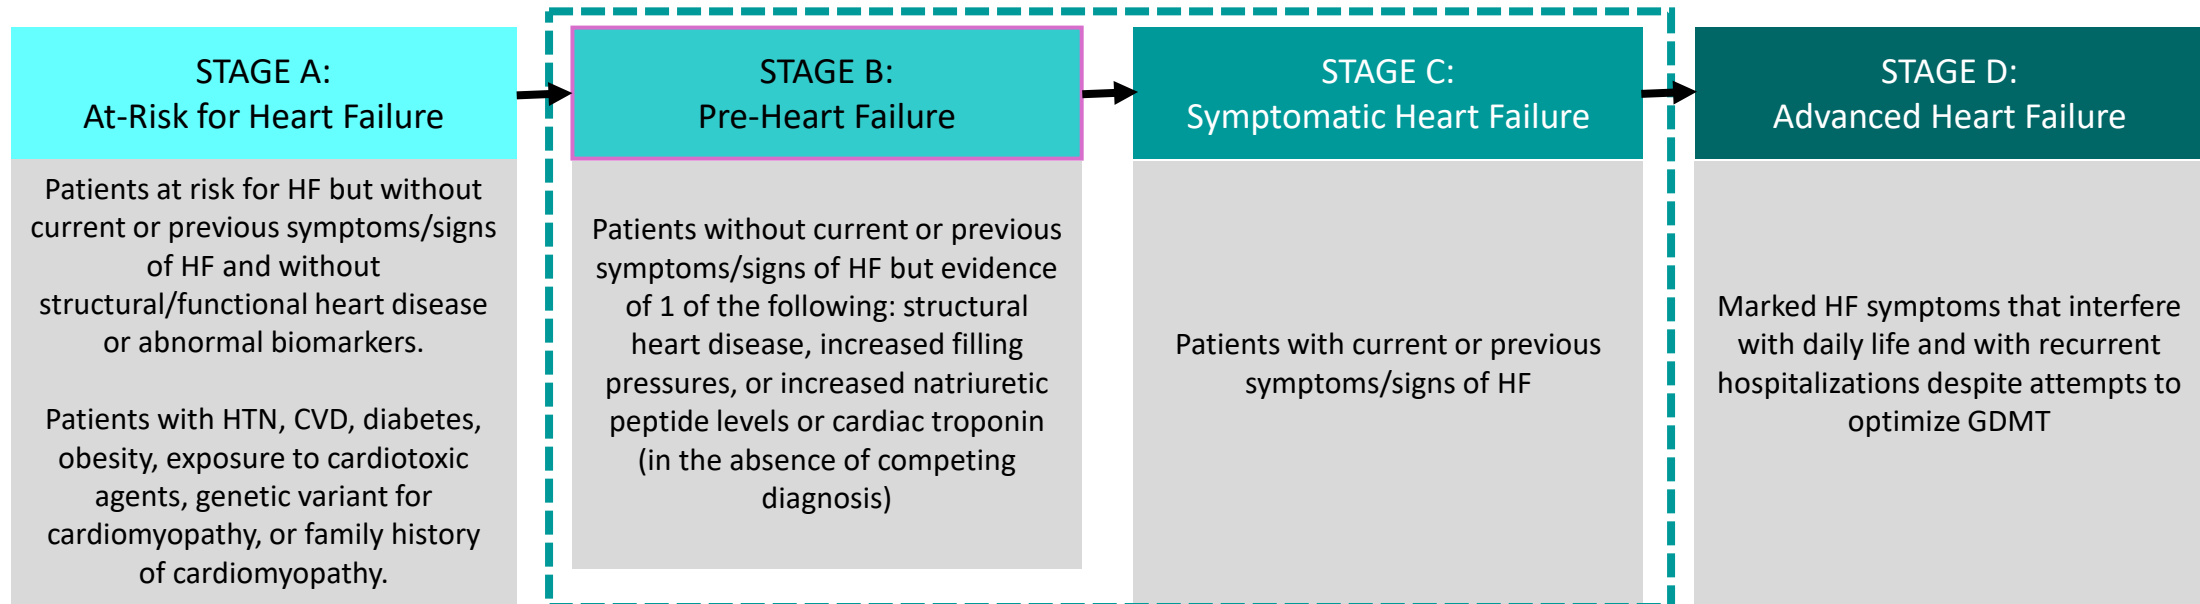 STAGE A:
At-Risk for Heart Failure
Patients at risk for HF but without
current or previous symptoms/signs
of HF and without
structural/functional heart disease
or abnormal biomarkers.
Patients with HTN, CVD, diabetes,
obesity, exposure to cardiotoxic
agents, genetic variant for
cardiomyopathy, or family history
of cardiomyopathy.
STAGE B:
Pre-Heart Failure
Patients without current or previous
symptoms/signs of HF but evidence
of 1 of the following: structural
heart disease, increased filling
pressures, or increased natriuretic
peptide levels or cardiac troponin
(in the absence of competing
diagnosis)
STAGE C:
Symptomatic Heart Failure
Patients with current or previous
symptoms/signs of HF
STAGE D:
Advanced Heart Failure
Marked HF symptoms that interfere
with daily life and with recurrent
hospitalizations despite attempts to
optimize GDMT